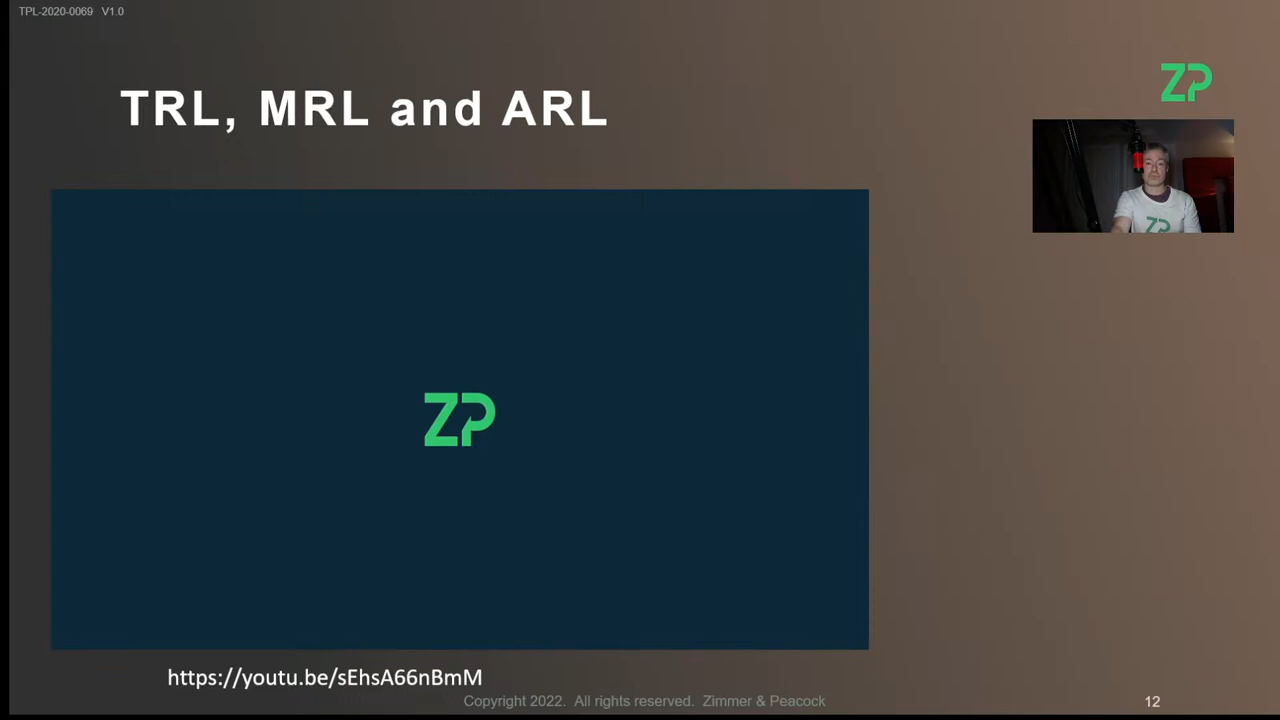 TPL-2020-0069 V1.0
ZP
TRL, MRL and ARL
ZP
ZP
https://youtu.be/sEhsA66nBmM
Copyright 2022. All rights reserved. Zimmer & Peacock
12